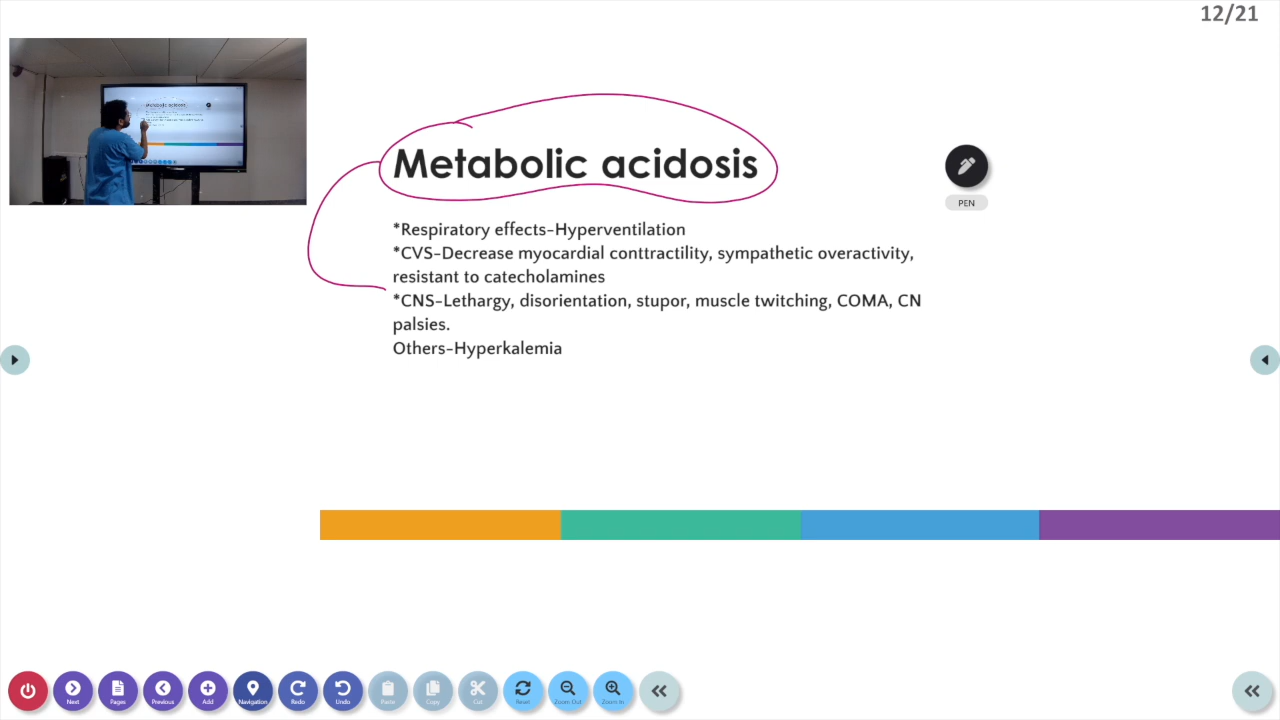 12/21
Metabolic acidosis
PEN
*Respiratory effects-Hyperventilation
*CVS-Decrease myocardial conttractility, sympathetic overactivity,
resistant to catecholamines
*CNS-Lethargy, disorientation, stupor, muscle twitching, COMA, CN
palsies.
Others-Hyperkalemia
Next
Pages
Previous
Add
Navigation
Redo
Undo
Paste
Copy
Cut
Reset
Zoom Out
Zoom In